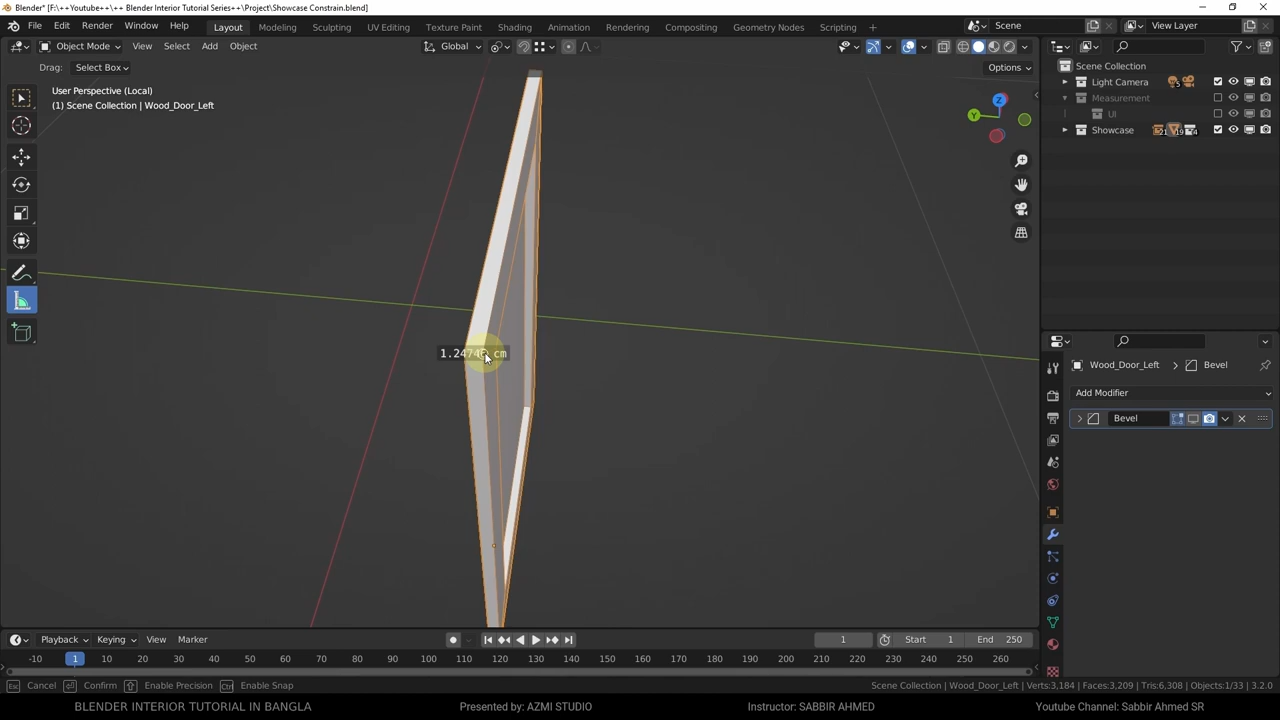 Blender* [F:\++Youtube++\++ Blender Interior Tutorial Series++\Project\Showcase Constrain.blend]
File Edit Render Window Help Layout Modeling Sculpting UV Editing Texture Paint Shading Animation Rendering Compositing Geometry Nodes Scripting + Scene View Layer
Object Mode View Select Add Object Global
Drag: Select Box Options
User Perspective (Local)
(1) Scene Collection | Wood_Door_Left
Z
Y
Scene Collection
Light Camera
Measurement
UI
Showcase
cm
Wood_Door_Left > Bevel
Add Modifier
Bevel
Playback Keying View Marker 1 Start 1 End 250
-10 1 10 20 30 40 50 60 70 80 90 100 110 120 130 140 150 160 170 180 190 200 210 220 230 240 250 260
Esc Cancel Confirm Enable Precision Ctrl Enable Snap Scene Collection | Wood_Door_Left | Verts:3,184 | Faces:3,209 | Tris:6,308 | Objects:1/33 | 3.2.0
BLENDER INTERIOR TUTORIAL IN BANGLA Presented by: AZMI STUDIO Instructor: SABBIR AHMED Youtube Channel: Sabbir Ahmed SR